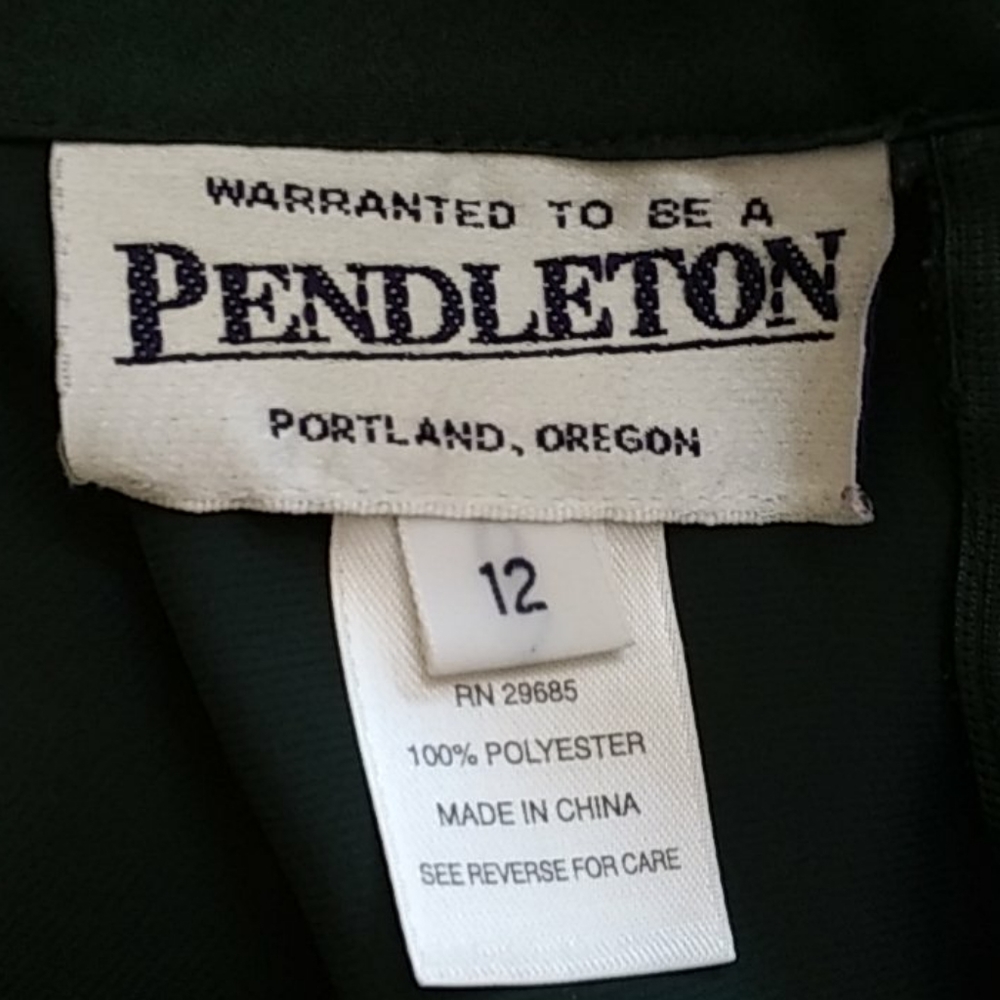 WARRANTED TO BE A
PENDLETON
PORTLAND, OREGON
12
RN 29685
100% POLYESTER
MADE IN CHINA
SEE REVERSE FOR CARE